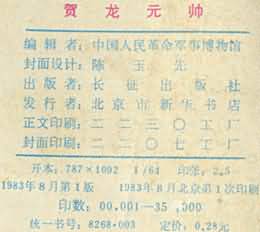 贺龙元帅
编辑者:中国人民革命军事博物馆
封面设计:陈玉先
出版者:长征出版社
发行者:北京市新华书店
正文印刷:二二三〇工厂
封面印刷:二二〇七工厂
开本:787×1092 1/64 印张:2.5
1983年8月第1版 1983年8月北京第1次印刷
印数:00,001—35,000
统一书号:8268·003 定价:0.28元